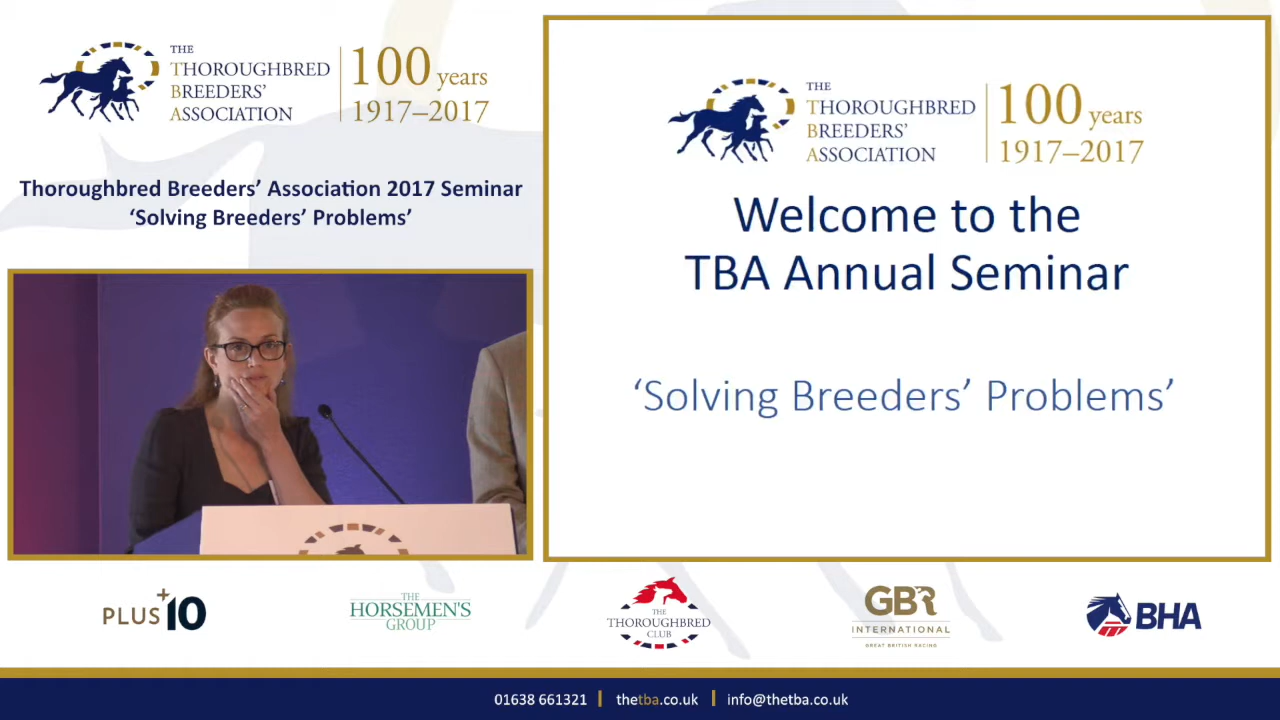 THE
THOROUGHBRED
BREEDERS'
ASSOCIATION
100 years
1917–2017
Thoroughbred Breeders' Association 2017 Seminar
'Solving Breeders' Problems'
THE
THOROUGHBRED
BREEDERS'
ASSOCIATION
100 years
1917–2017
Welcome to the
TBA Annual Seminar
'Solving Breeders' Problems'
PLUS+10
THE
HORSEMEN'S
GROUP
THE
THOROUGHBRED
CLUB
GBR
INTERNATIONAL
GREAT BRITISH RACING
BHA
01638 661321 | thetba.co.uk | info@thetba.co.uk